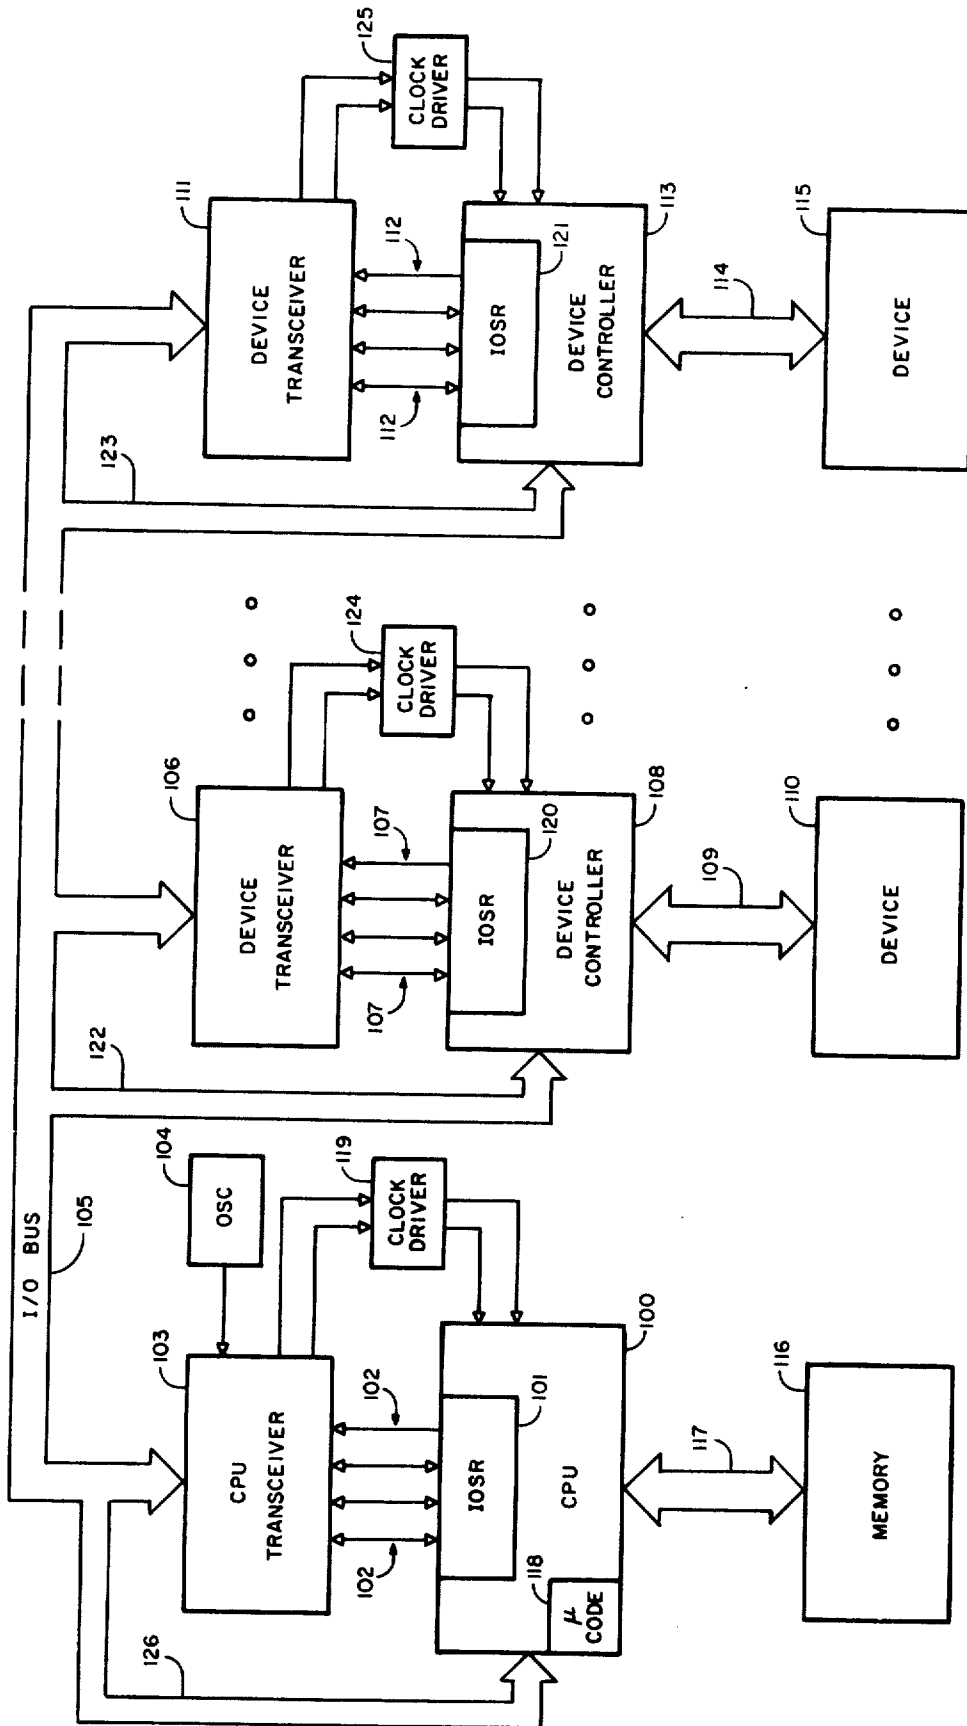 I/O BUS
105
126
103
CPU
TRANSCEIVER
104
OSC
119
CLOCK
DRIVER
102
102
101
IOSR
100
CPU
118
μ
CODE
117
116
MEMORY
122
106
DEVICE
TRANSCEIVER
124
CLOCK
DRIVER
107
107
120
IOSR
108
DEVICE
CONTROLLER
109
110
DEVICE
123
111
DEVICE
TRANSCEIVER
125
CLOCK
DRIVER
112
112
121
IOSR
113
DEVICE
CONTROLLER
114
115
DEVICE